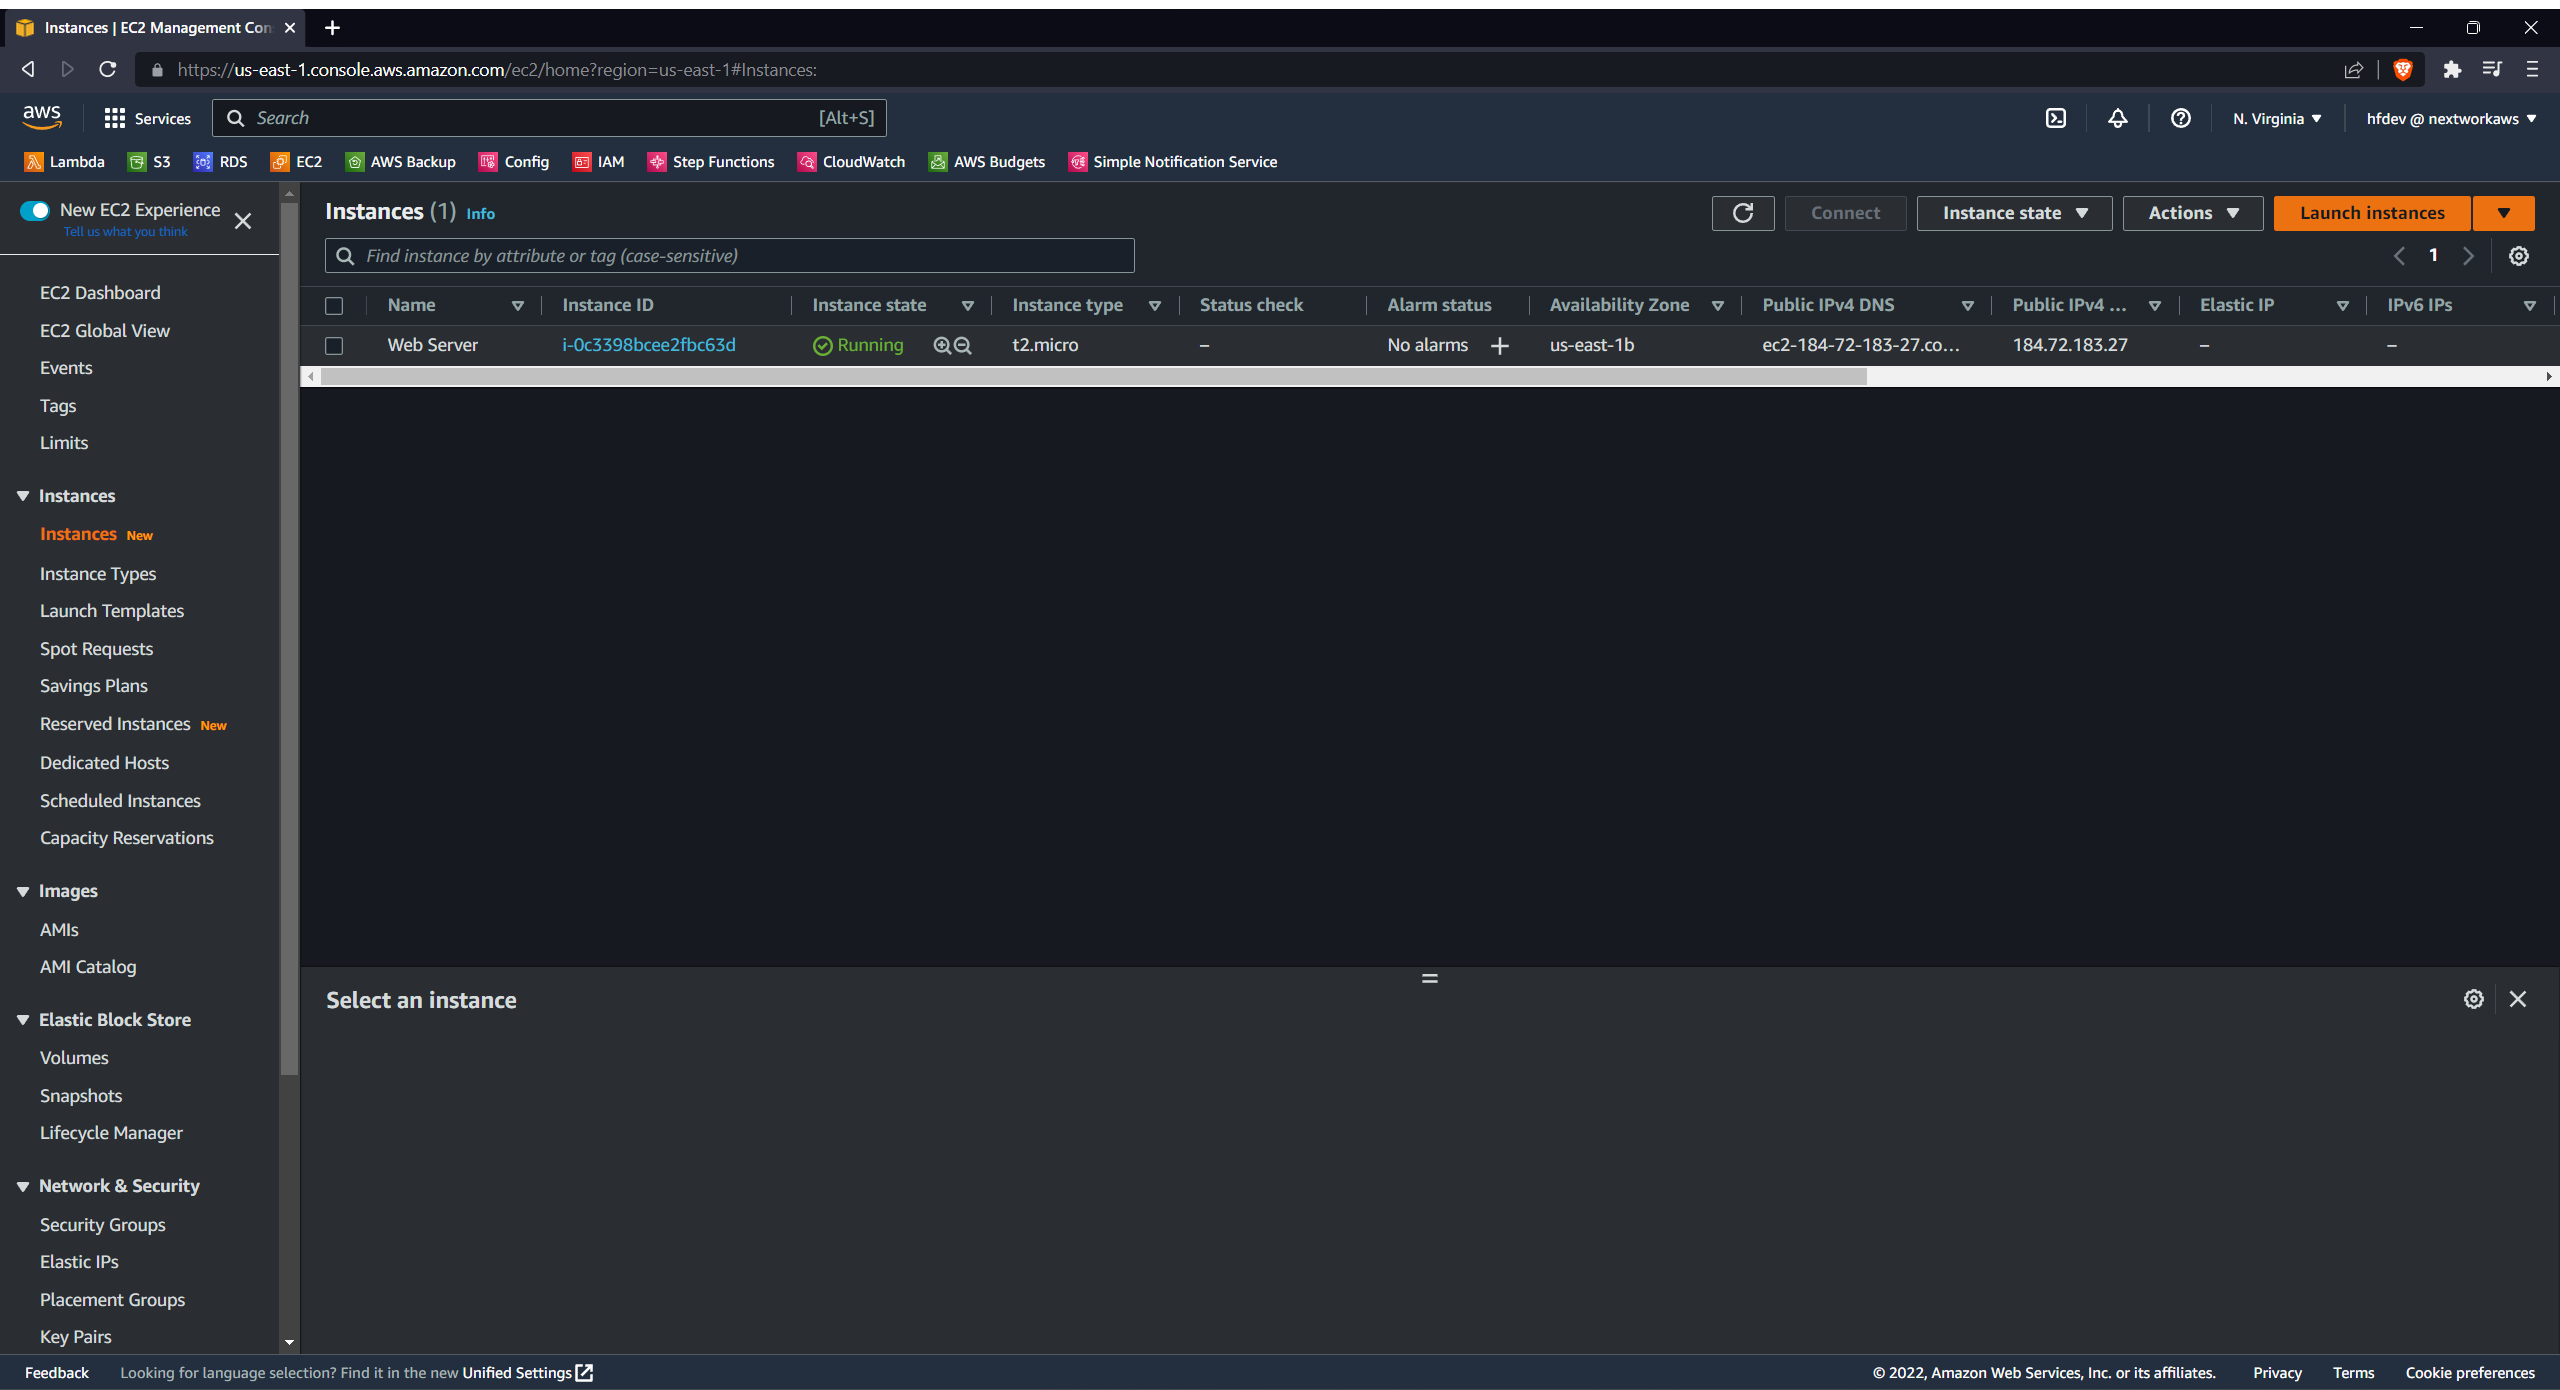 Instances | EC2 Management Con
https://us-east-1.console.aws.amazon.com/ec2/home?region=us-east-1#Instances:
aws Services Search [Alt+S] N. Virginia hfdev @ nextworkaws
Lambda S3 RDS EC2 AWS Backup Config IAM Step Functions CloudWatch AWS Budgets Simple Notification Service
New EC2 Experience
Tell us what you think
EC2 Dashboard
EC2 Global View
Events
Tags
Limits
Instances
Instances New
Instance Types
Launch Templates
Spot Requests
Savings Plans
Reserved Instances New
Dedicated Hosts
Scheduled Instances
Capacity Reservations
Images
AMIs
AMI Catalog
Elastic Block Store
Volumes
Snapshots
Lifecycle Manager
Network & Security
Security Groups
Elastic IPs
Placement Groups
Key Pairs
Instances (1) Info Connect Instance state Actions Launch instances
Find instance by attribute or tag (case-sensitive) 1
Name Instance ID Instance state Instance type Status check Alarm status Availability Zone Public IPv4 DNS Public IPv4 ... Elastic IP IPv6 IPs
Web Server i-0c3398bcee2fbc63d Running t2.micro – No alarms us-east-1b ec2-184-72-183-27.co... 184.72.183.27 – –
Select an instance
Feedback Looking for language selection? Find it in the new Unified Settings © 2022, Amazon Web Services, Inc. or its affiliates. Privacy Terms Cookie preferences